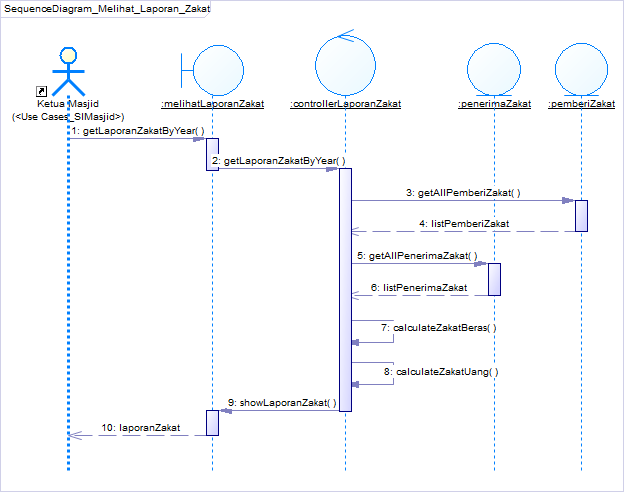 SequenceDiagram_Melihat_Laporan_Zakat
Ketua Masjid
(<Use Cases_SIMasjid>)
:melihatLaporanZakat
:controllerLaporanZakat
:penerimaZakat
:pemberiZakat
1: getLaporanZakatByYear( )
2: getLaporanZakatByYear( )
3: getAllPemberiZakat( )
4: listPemberiZakat
5: getAllPenerimaZakat( )
6: listPenerimaZakat
7: calculateZakatBeras( )
8: calculateZakatUang( )
9: showLaporanZakat( )
10: laporanZakat